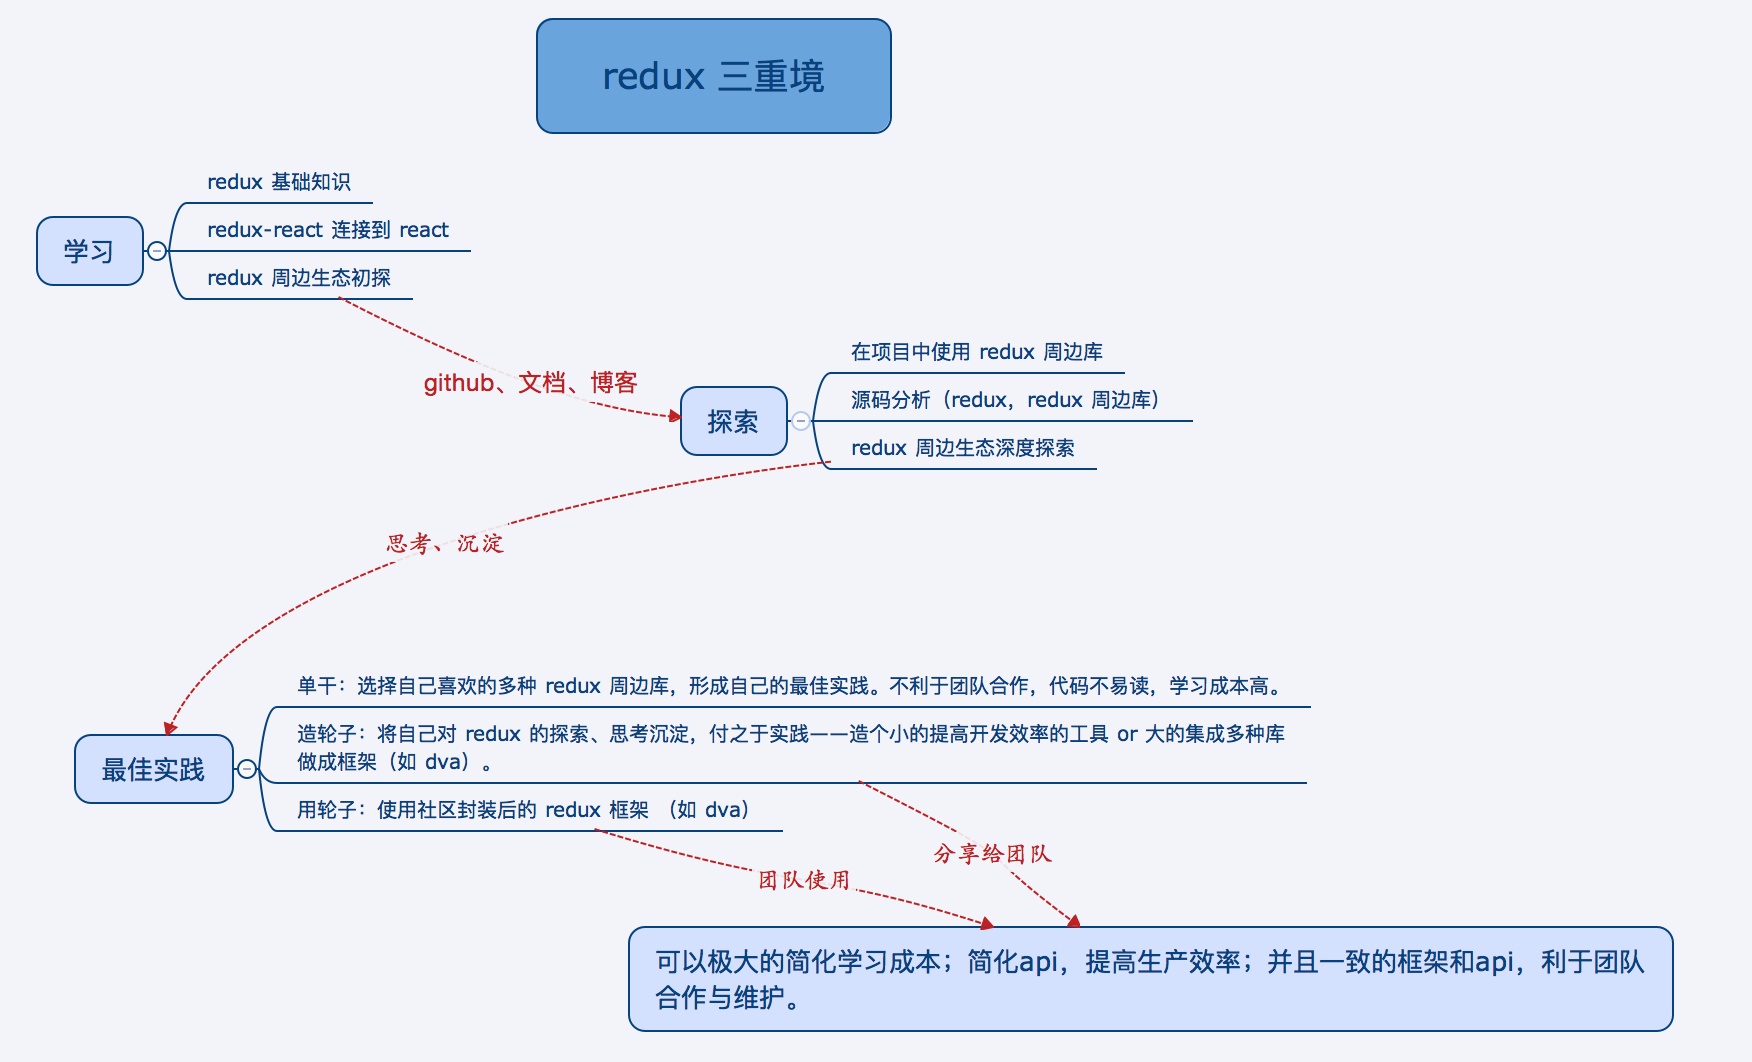 redux 三重境
学习
redux 基础知识
redux-react 连接到 react
redux 周边生态初探
github、文档、博客
探索
在项目中使用 redux 周边库
源码分析（redux，redux 周边库）
redux 周边生态深度探索
思考、沉淀
最佳实践
单干：选择自己喜欢的多种 redux 周边库，形成自己的最佳实践。不利于团队合作，代码不易读，学习成本高。
造轮子：将自己对 redux 的探索、思考沉淀，付之于实践——造个小的提高开发效率的工具 or 大的集成多种库
做成框架（如 dva）。
用轮子：使用社区封装后的 redux 框架 （如 dva）
分享给团队
团队使用
可以极大的简化学习成本；简化api，提高生产效率；并且一致的框架和api，利于团队
合作与维护。